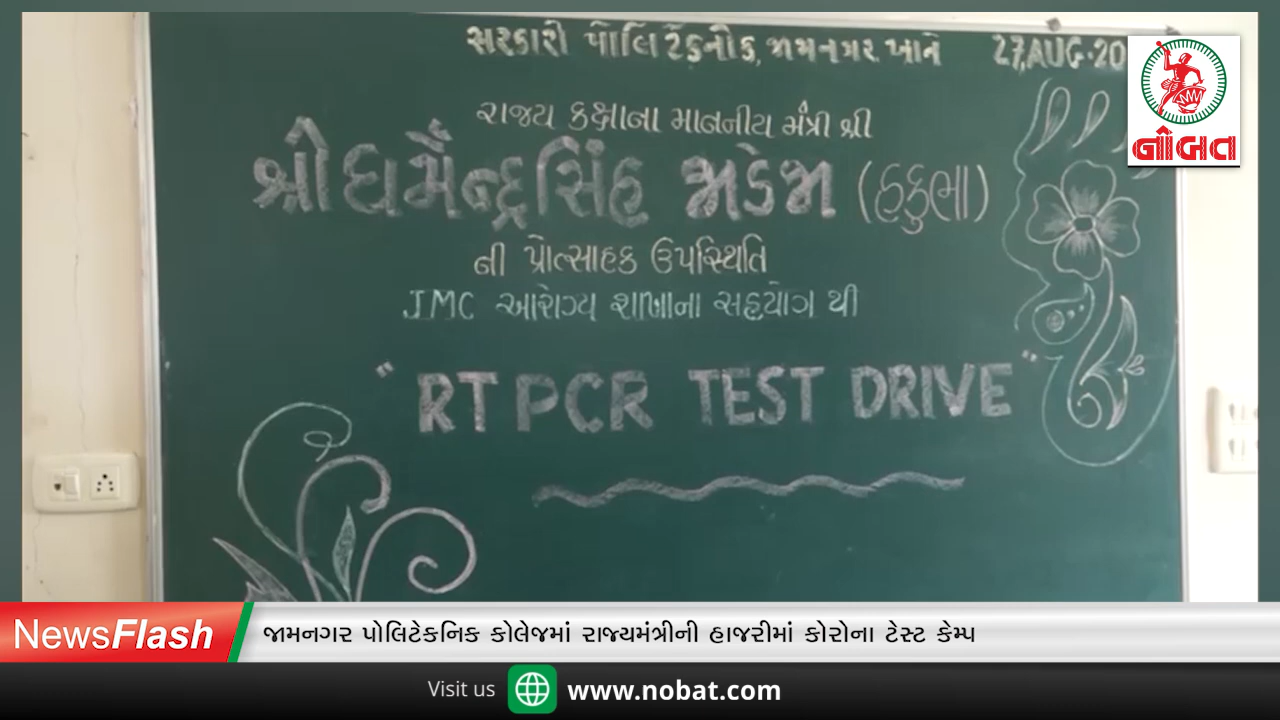 સરકારી પોલિટેકનીક, જામનગર ખાતે 27,AUG-20
રાજય કક્ષાના માનનીય મંત્રી શ્રી
શ્રી ધર્મેન્દ્રસિંહ જાડેજા (હકુભા)
ની પ્રોત્સાહક ઉપસ્થિતિ
JMC આરોગ્ય શાખાના સહયોગ થી
"RT PCR TEST DRIVE"
નોબત
NewsFlash જામનગર પોલિટેકનિક કોલેજમાં રાજ્યમંત્રીની હાજરીમાં કોરોના ટેસ્ટ કેમ્પ
Visit us www.nobat.com